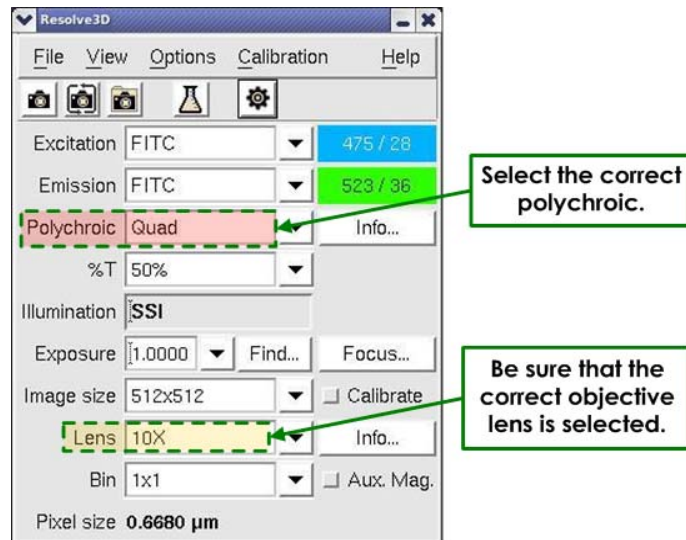 Resolve3D
File View Options Calibration Help
Excitation FITC 475 / 28
Emission FITC 523 / 36
Select the correct
polychroic.
Polychroic Quad Info...
%T 50%
Illumination SSI
Exposure 1.0000 Find... Focus...
Be sure that the
correct objective
lens is selected.
Image size 512x512 Calibrate
Lens 10X Info...
Bin 1x1 Aux. Mag.
Pixel size 0.6680 µm